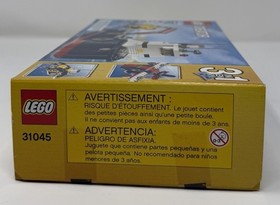 LEGO
31045
AVERTISSEMENT :
RISQUE D'ÉTOUFFEMENT. Le jouet contient
des petites pièces ainsi qu'une petite boule.
Il ne convient pas aux enfants de moins de 3 ans.
ADVERTENCIA:
PELIGRO DE ASFIXIA.
Juguete que contiene partes pequeñas y una
pelota pequeña. No recomendado para niños
menores de 3 años.